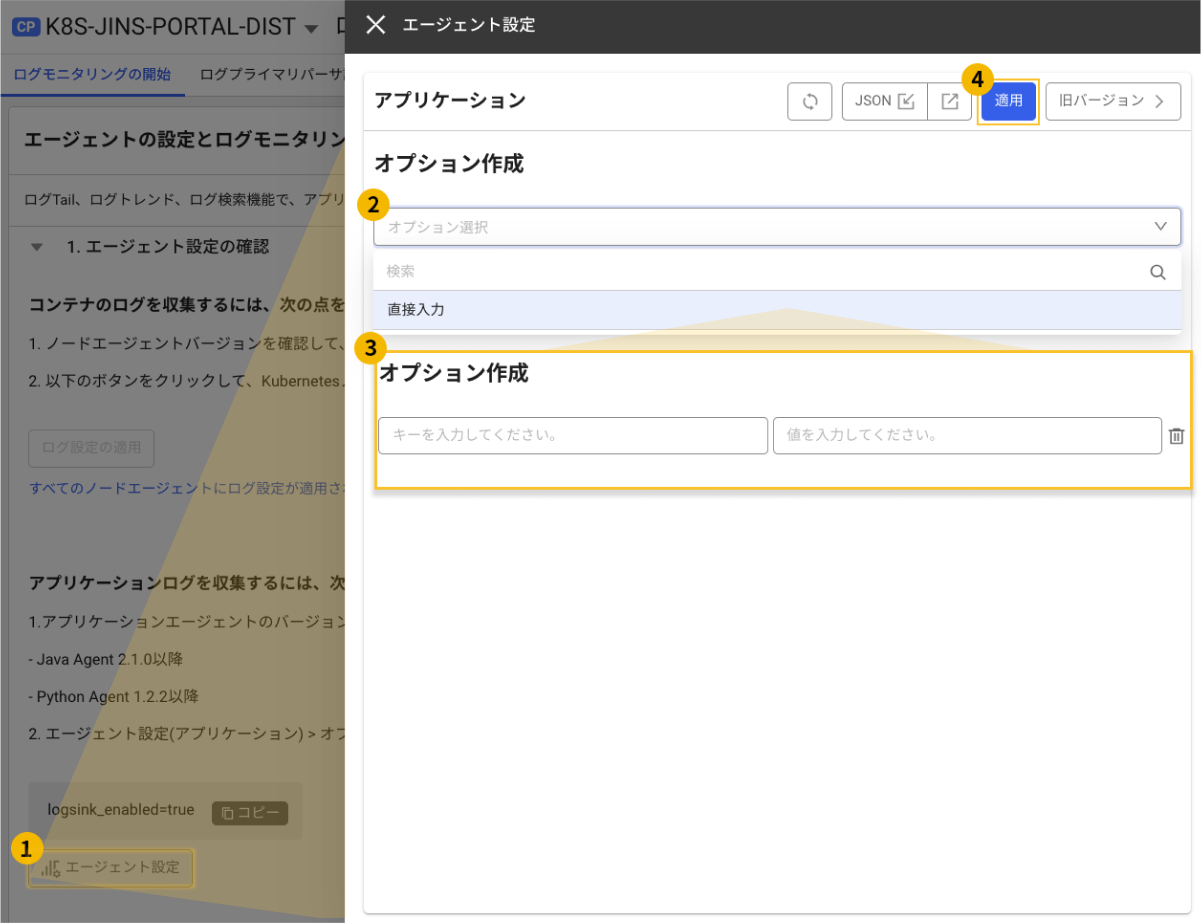 CP K8S-JINS-PORTAL-DIST
エージェント設定
ログモニタリングの開始 ログプライマリパーサ
エージェントの設定とログモニタリン
ログTail、ログトレンド、ログ検索機能で、アプリ
1. エージェント設定の確認
コンテナのログを収集するには、次の点を
1. ノードエージェントバージョンを確認して、
2. 以下のボタンをクリックして、Kubernetes.
ログ設定の適用
すべてのノードエージェントにログ設定が適用され
アプリケーションログを収集するには、次
1.アプリケーションエージェントのバージョン
- Java Agent 2.1.0以降
- Python Agent 1.2.2以降
2. エージェント設定(アプリケーション) > オプ
logsink_enabled=true コピー
1
エージェント設定
アプリケーション
JSON
4
適用
旧バージョン
オプション作成
2
オプション選択
検索
直接入力
3
オプション作成
キーを入力してください。 値を入力してください。